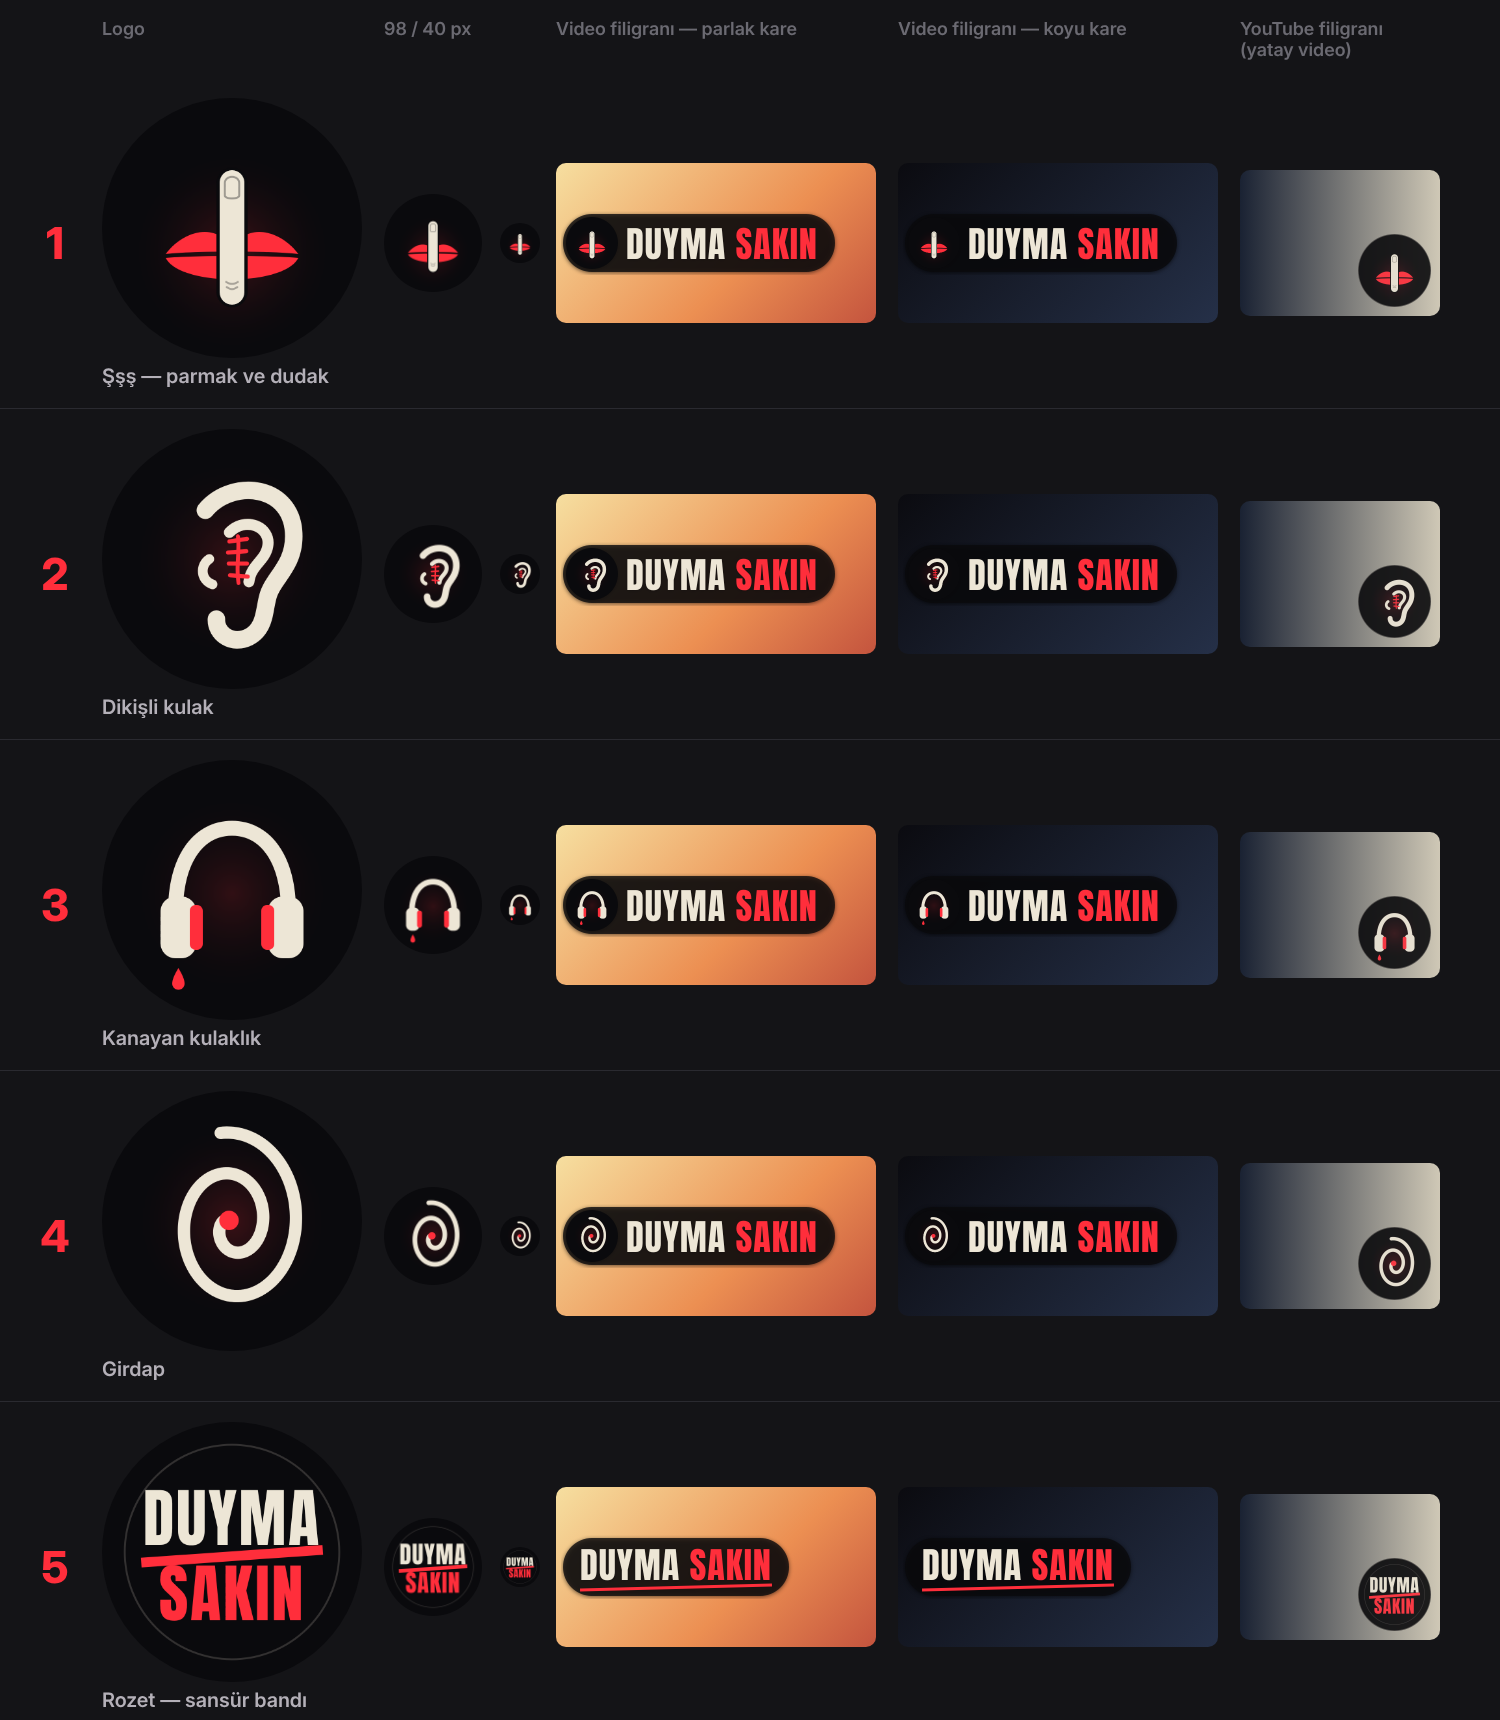 Logo
98 / 40 px
Video filigranı — parlak kare
Video filigranı — koyu kare
YouTube filigranı
(yatay video)
1
DUYMA SAKIN
DUYMA SAKIN
Şşş — parmak ve dudak
2
DUYMA SAKIN
DUYMA SAKIN
Dikişli kulak
3
DUYMA SAKIN
DUYMA SAKIN
Kanayan kulaklık
4
DUYMA SAKIN
DUYMA SAKIN
Girdap
5
DUYMA
SAKIN
DUYMA
SAKIN
DUYMA
SAKIN
DUYMA SAKIN
DUYMA SAKIN
DUYMA
SAKIN
Rozet — sansür bandı